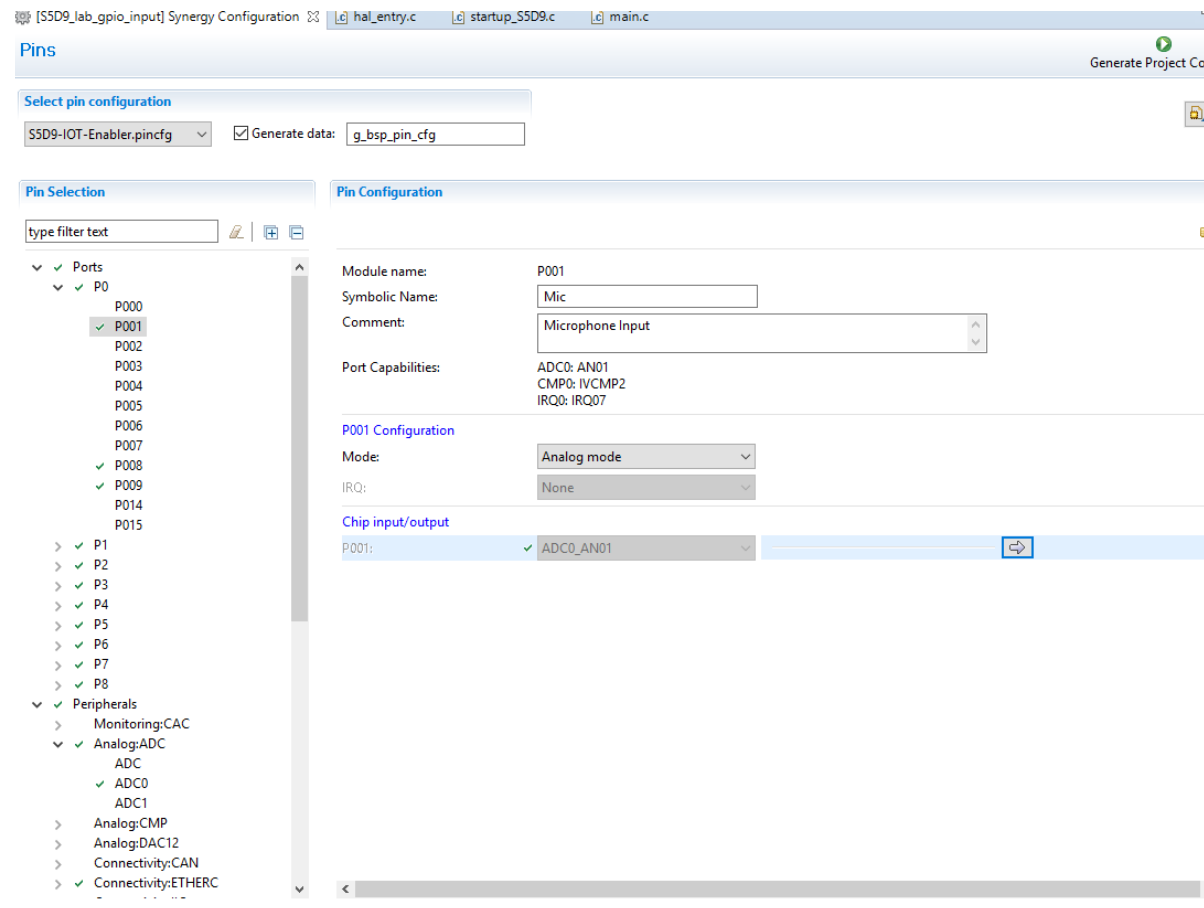 [S5D9_lab_gpio_input] Synergy Configuration
hal_entry.c
startup_S5D9.c
main.c
Pins
Generate Project Co
Select pin configuration
S5D9-IOT-Enabler.pincfg
Generate data:
g_bsp_pin_cfg
Pin Selection
Pin Configuration
type filter text
Ports
P0
P000
P001
P002
P003
P004
P005
P006
P007
P008
P009
P014
P015
P1
P2
P3
P4
P5
P6
P7
P8
Peripherals
Monitoring:CAC
Analog:ADC
ADC
ADC0
ADC1
Analog:CMP
Analog:DAC12
Connectivity:CAN
Connectivity:ETHERC
Module name: P001
Symbolic Name: Mic
Comment: Microphone Input
Port Capabilities: ADC0: AN01
CMP0: IVCMP2
IRQ0: IRQ07
P001 Configuration
Mode: Analog mode
IRQ: None
Chip input/output
P001: ADC0_AN01